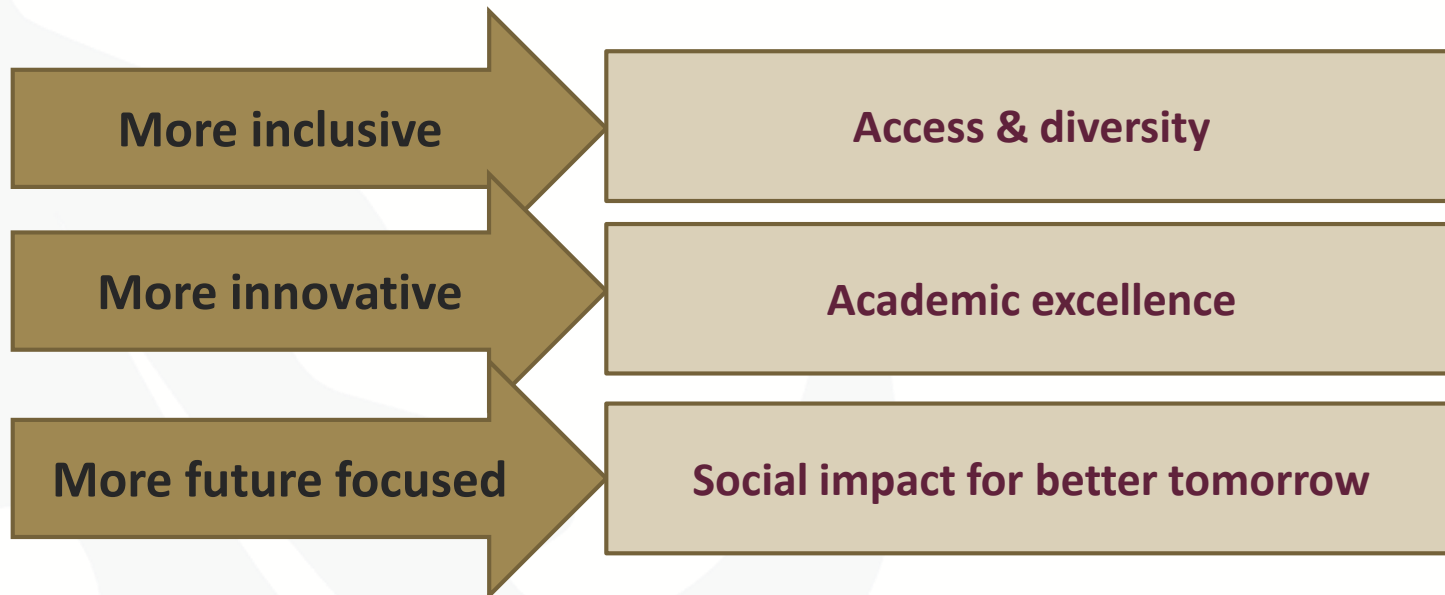 More inclusive
Access & diversity
More innovative
Academic excellence
More future focused
Social impact for better tomorrow